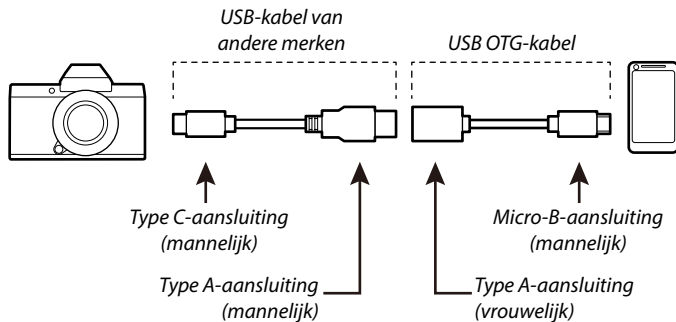 USB-kabel van
andere merken
USB OTG-kabel
Type C-aansluiting
(mannelijk)
Micro-B-aansluiting
(mannelijk)
Type A-aansluiting
(mannelijk)
Type A-aansluiting
(vrouwelijk)